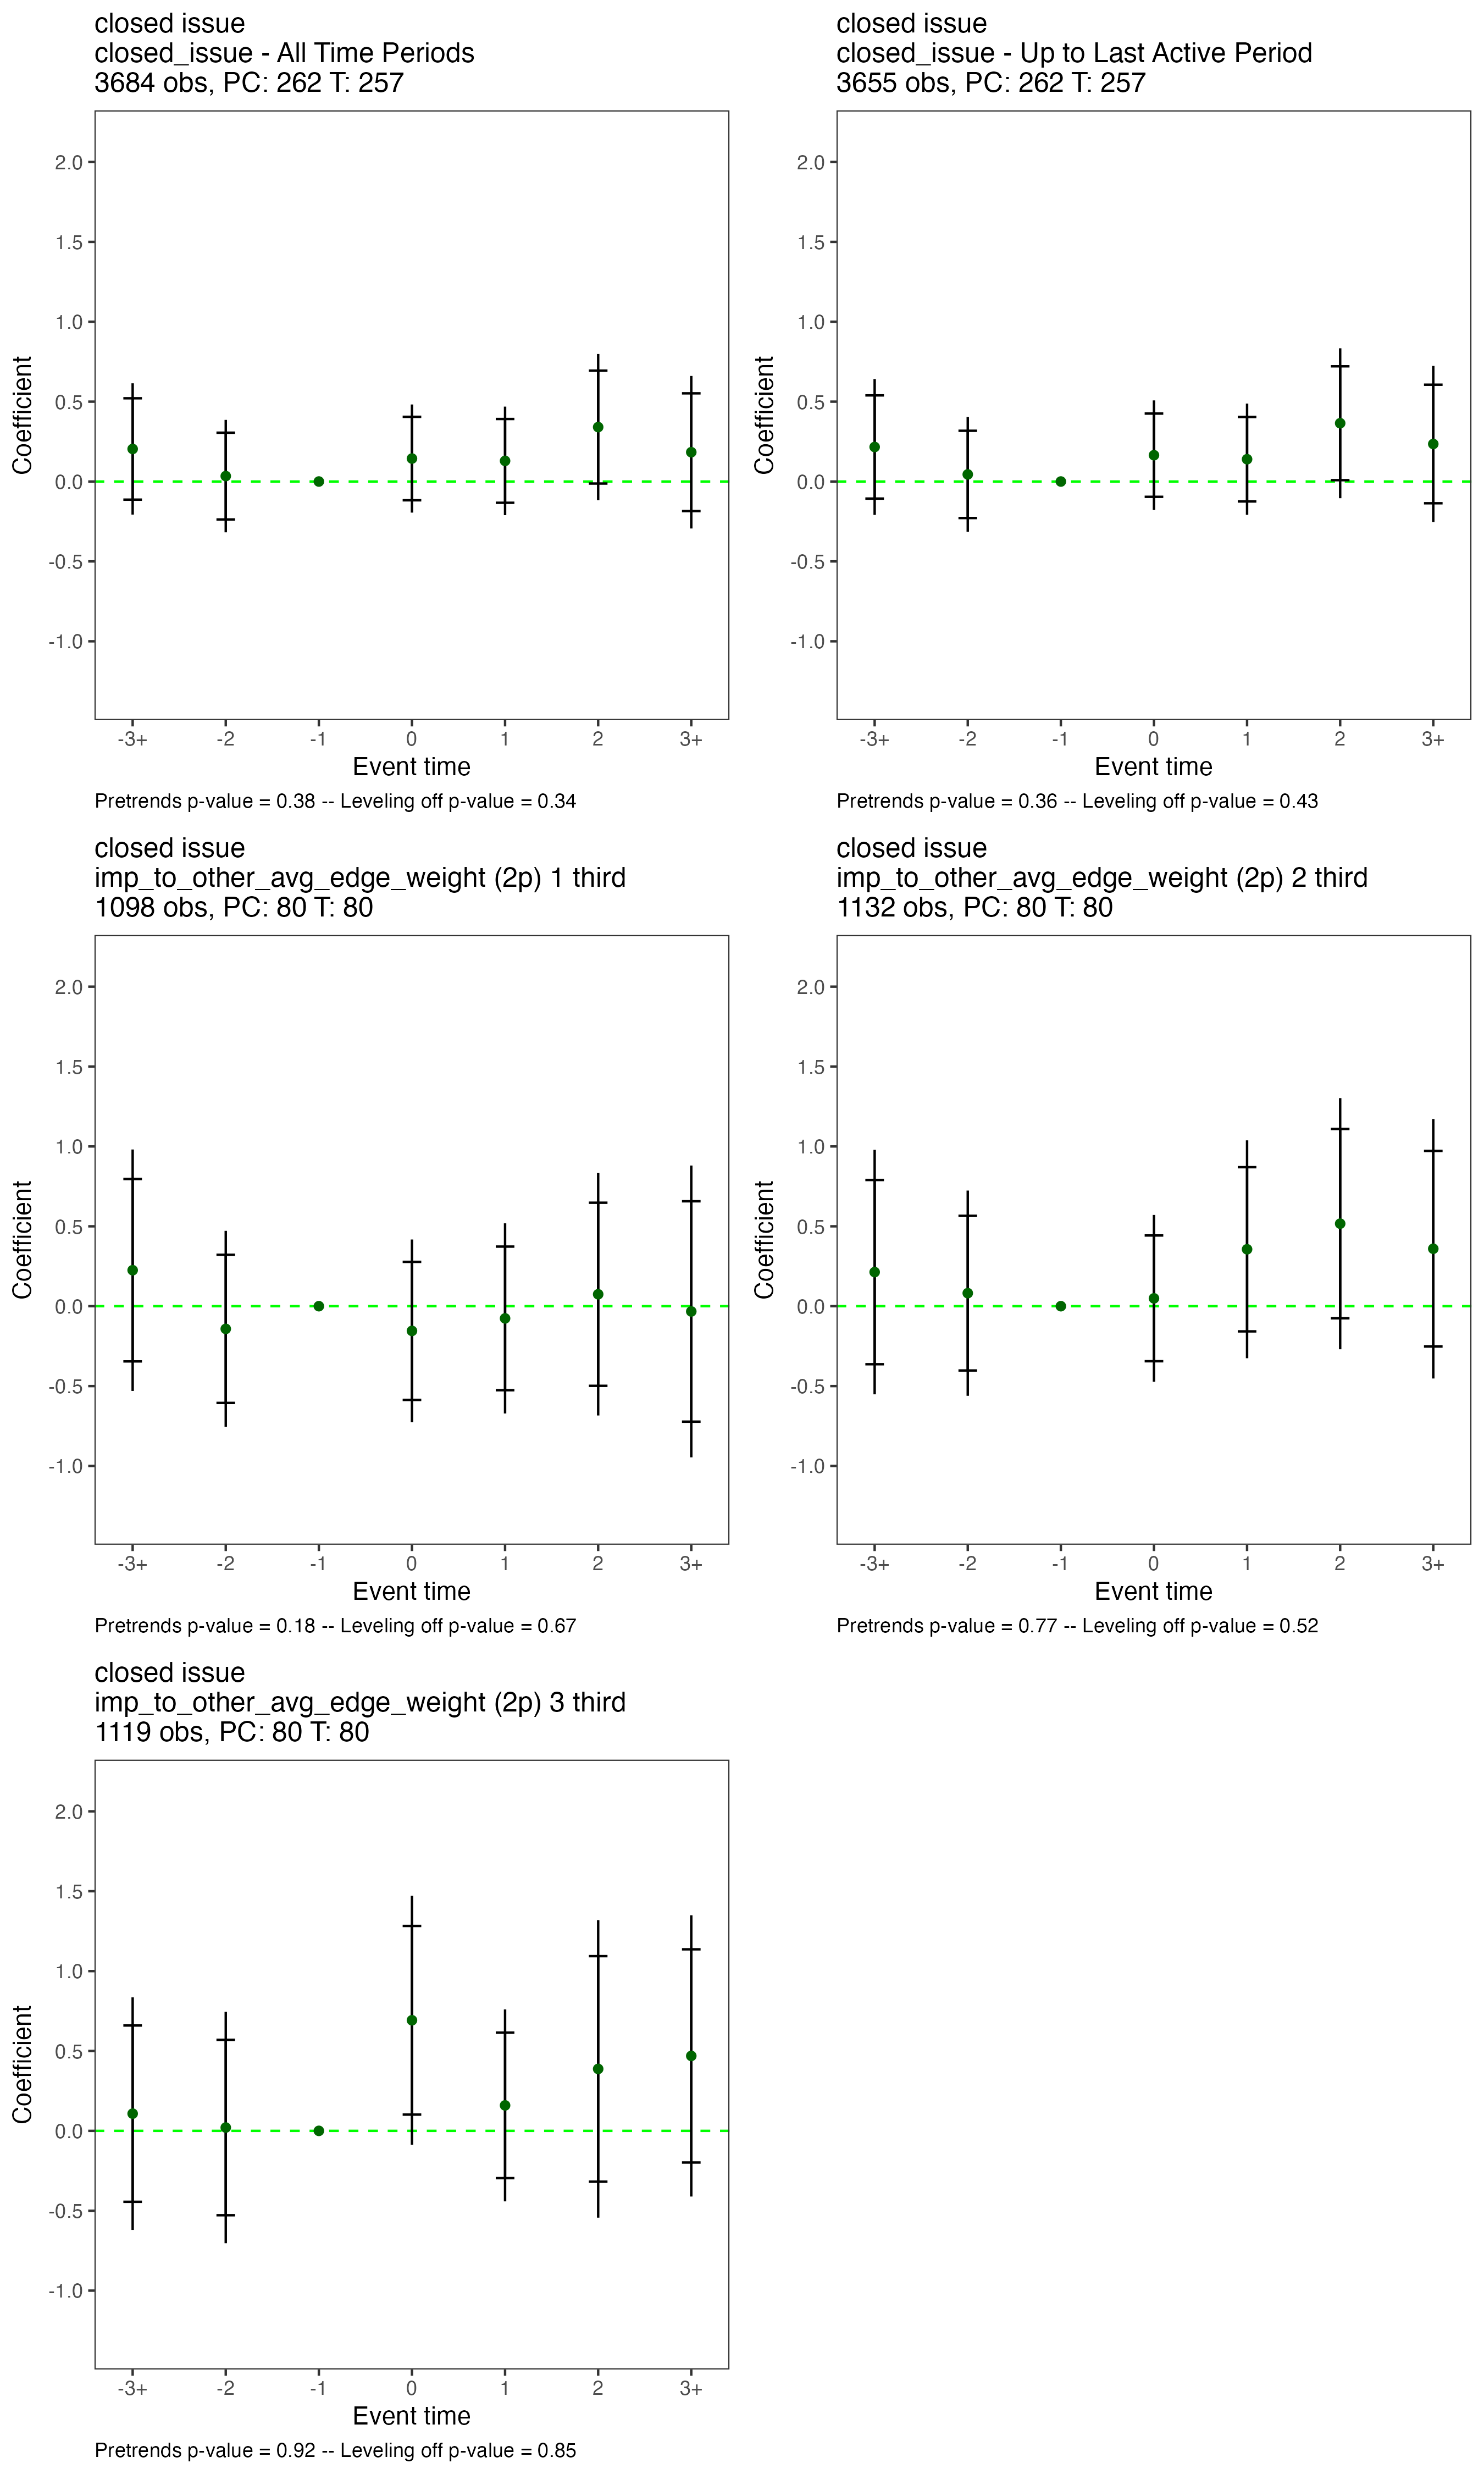 closed issue
closed_issue - All Time Periods
3684 obs, PC: 262 T: 257
2.0
1.5
1.0
0.5
0.0
-0.5
-1.0
Coefficient
-3+ -2 -1 0 1 2 3+
Event time
Pretrends p-value = 0.38 -- Leveling off p-value = 0.34
closed issue
closed_issue - Up to Last Active Period
3655 obs, PC: 262 T: 257
2.0
1.5
1.0
0.5
0.0
-0.5
-1.0
Coefficient
-3+ -2 -1 0 1 2 3+
Event time
Pretrends p-value = 0.36 -- Leveling off p-value = 0.43
closed issue
imp_to_other_avg_edge_weight (2p) 1 third
1098 obs, PC: 80 T: 80
2.0
1.5
1.0
0.5
0.0
-0.5
-1.0
Coefficient
-3+ -2 -1 0 1 2 3+
Event time
Pretrends p-value = 0.18 -- Leveling off p-value = 0.67
closed issue
imp_to_other_avg_edge_weight (2p) 2 third
1132 obs, PC: 80 T: 80
2.0
1.5
1.0
0.5
0.0
-0.5
-1.0
Coefficient
-3+ -2 -1 0 1 2 3+
Event time
Pretrends p-value = 0.77 -- Leveling off p-value = 0.52
closed issue
imp_to_other_avg_edge_weight (2p) 3 third
1119 obs, PC: 80 T: 80
2.0
1.5
1.0
0.5
0.0
-0.5
-1.0
Coefficient
-3+ -2 -1 0 1 2 3+
Event time
Pretrends p-value = 0.92 -- Leveling off p-value = 0.85